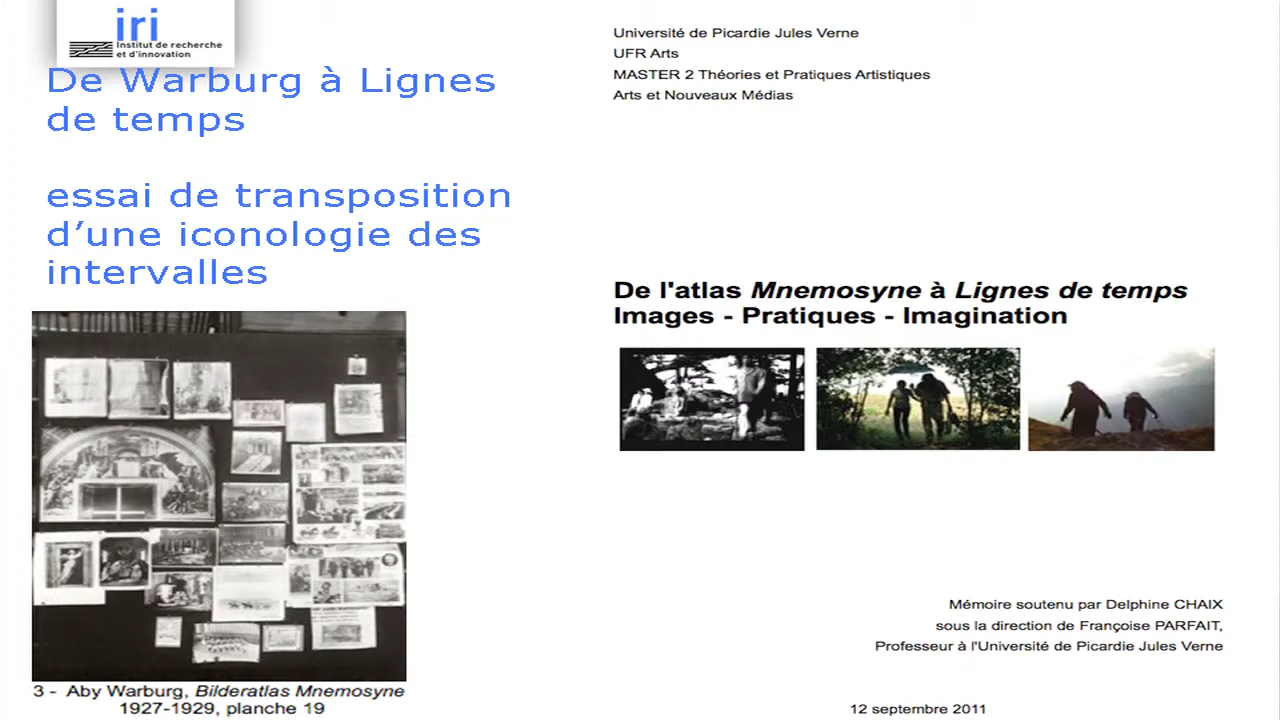 iri
Institut de recherche
et d'innovation
De Warburg à Lignes
de temps
essai de transposition
d’une iconologie des
intervalles
3 - Aby Warburg, Bilderatlas Mnemosyne
1927-1929, planche 19
Université de Picardie Jules Verne
UFR Arts
MASTER 2 Théories et Pratiques Artistiques
Arts et Nouveaux Médias
De l'atlas Mnemosyne à Lignes de temps
Images - Pratiques - Imagination
Mémoire soutenu par Delphine CHAIX
sous la direction de Françoise PARFAIT,
Professeur à l'Université de Picardie Jules Verne
12 septembre 2011